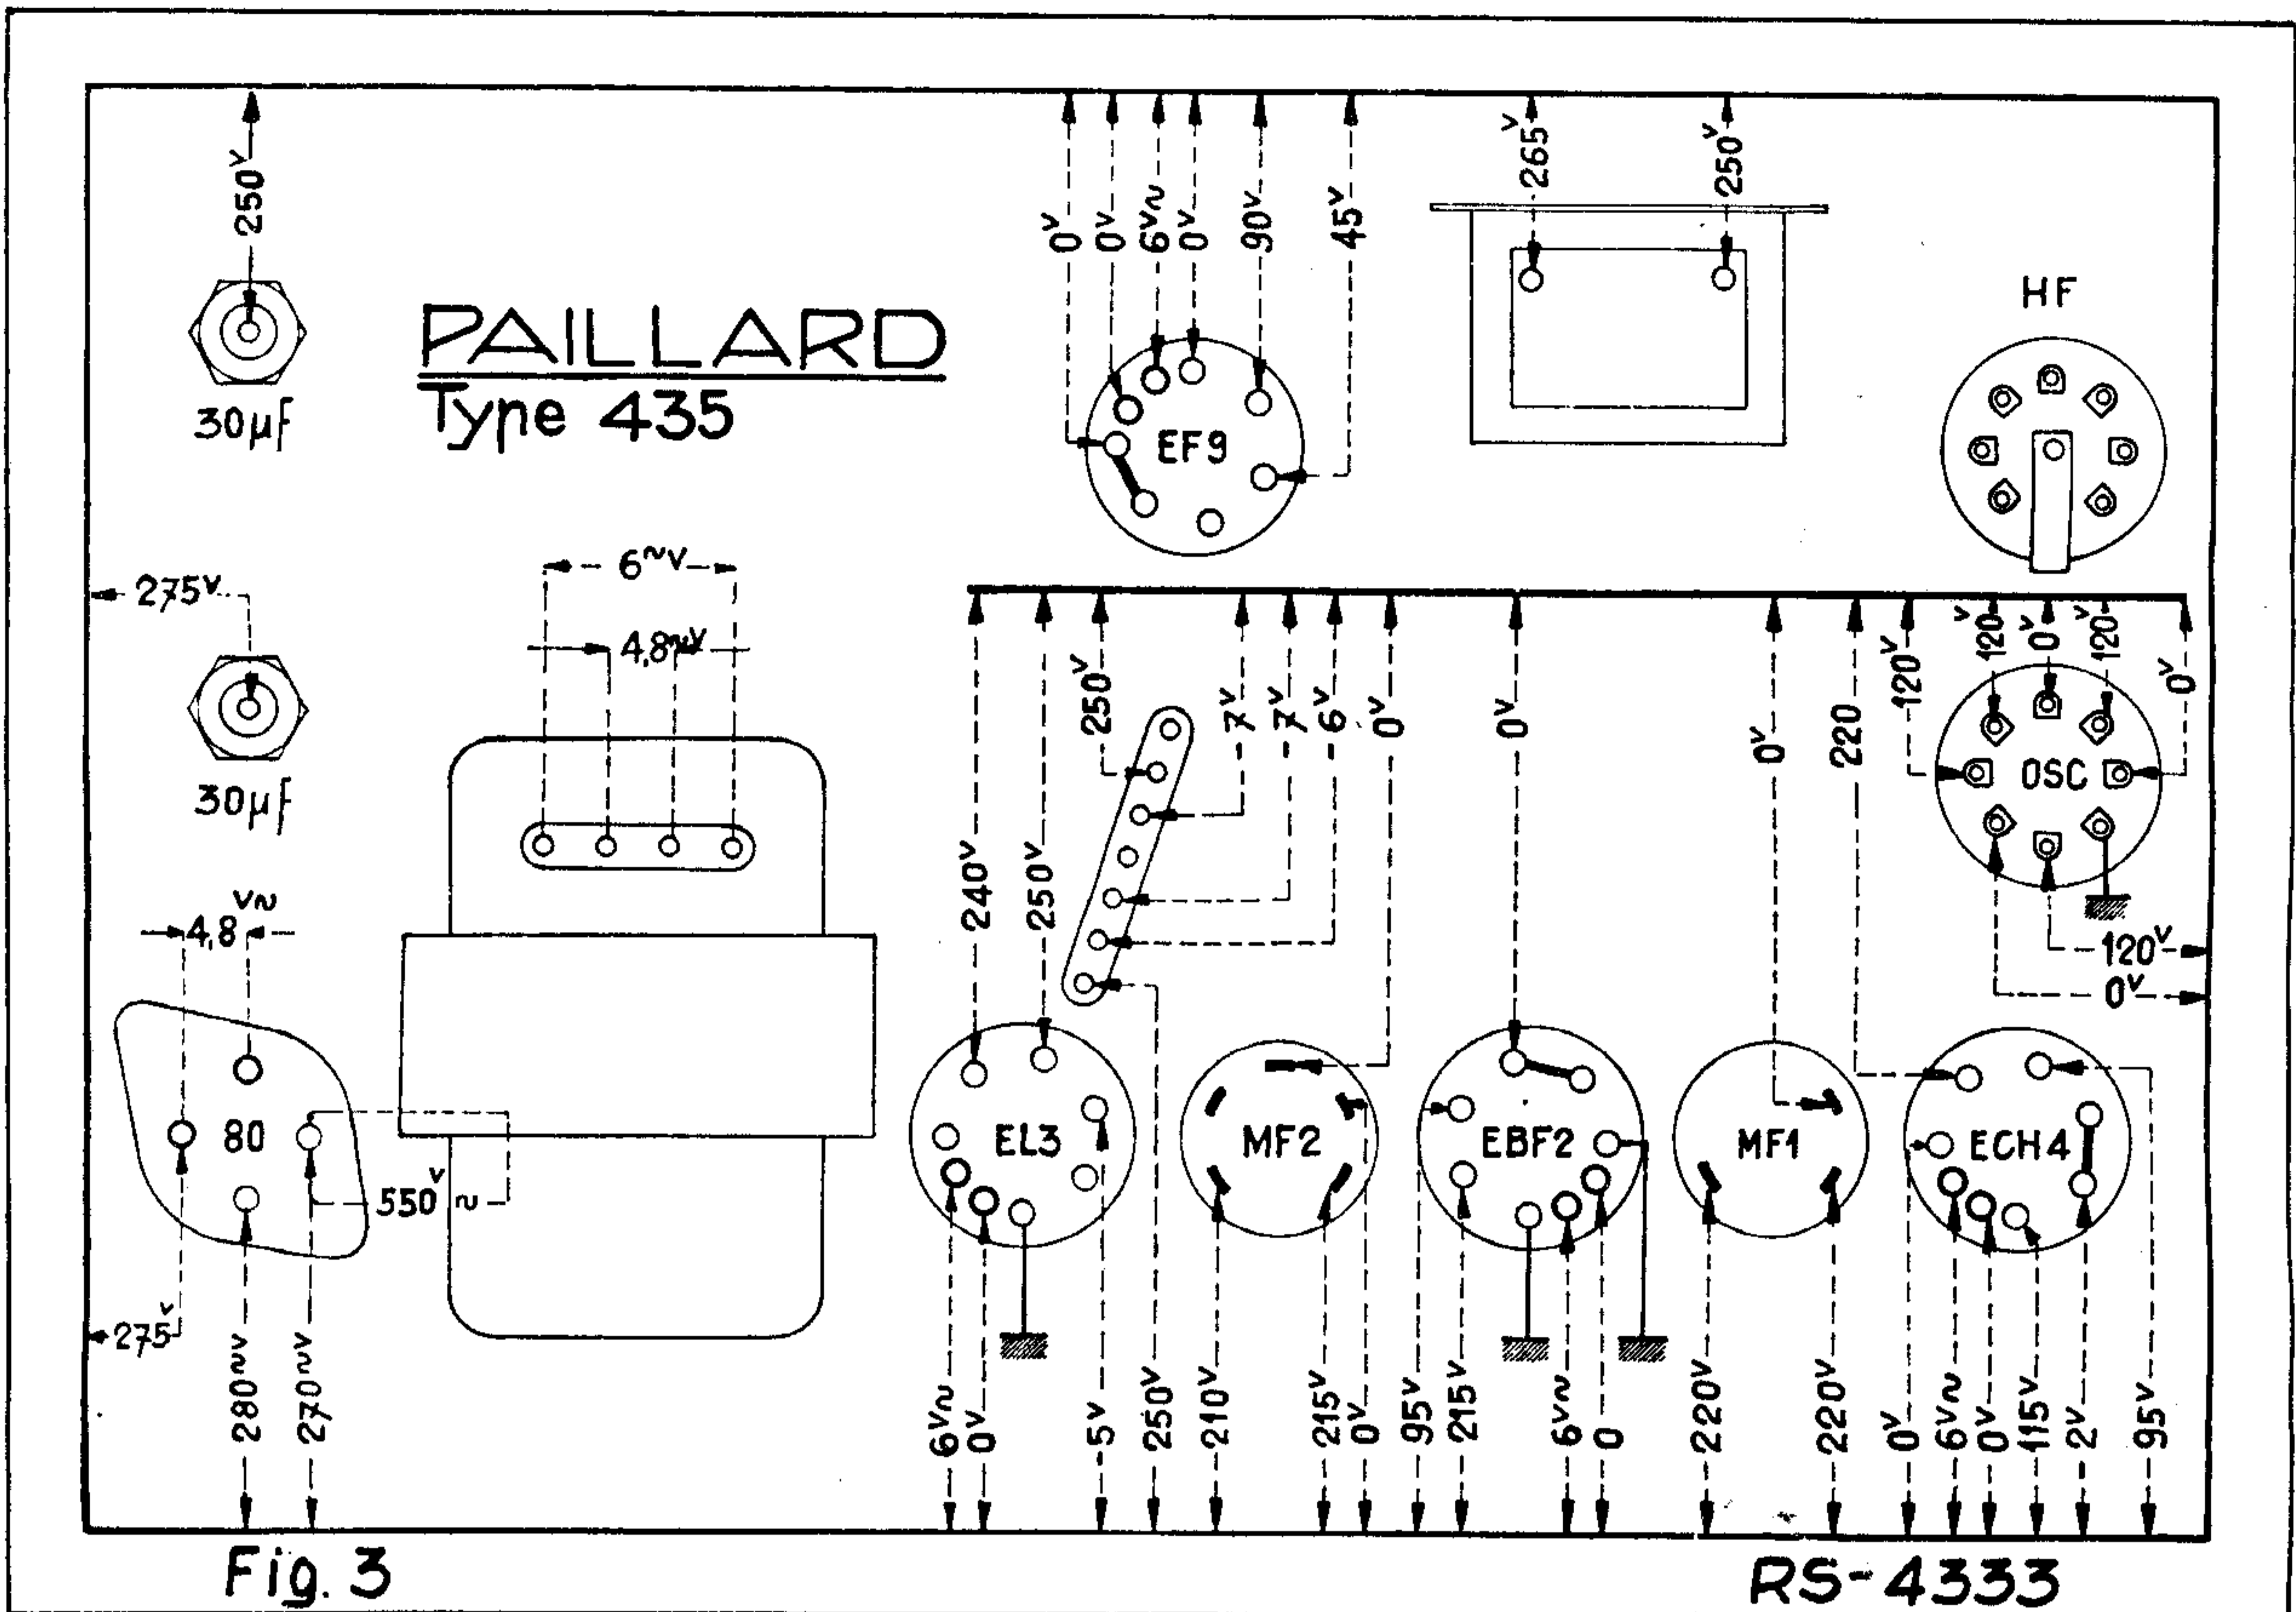 250V
0V
0V
6V~
0V
90V
45V
265V
250V
HF
30µf
PAILLARD
Type 435
EF9
275V
6~V
4,8~V
30µf
240V
250V
250V
-7V
-7V
-6V
0V
0V
0V
220
120V
120V
0V
120V
0V
OSC
120V
0V
4,8 V~
80
550V~
275V
280~V
270~V
EL3
MF2
EBF2
MF1
ECH4
6V~
0V
-5V
250V
210V
215V
0V
95V
215V
6V~
0
220V
220V
0V
6V~
0V
115V
-2V
95V
Fig. 3
RS-4333